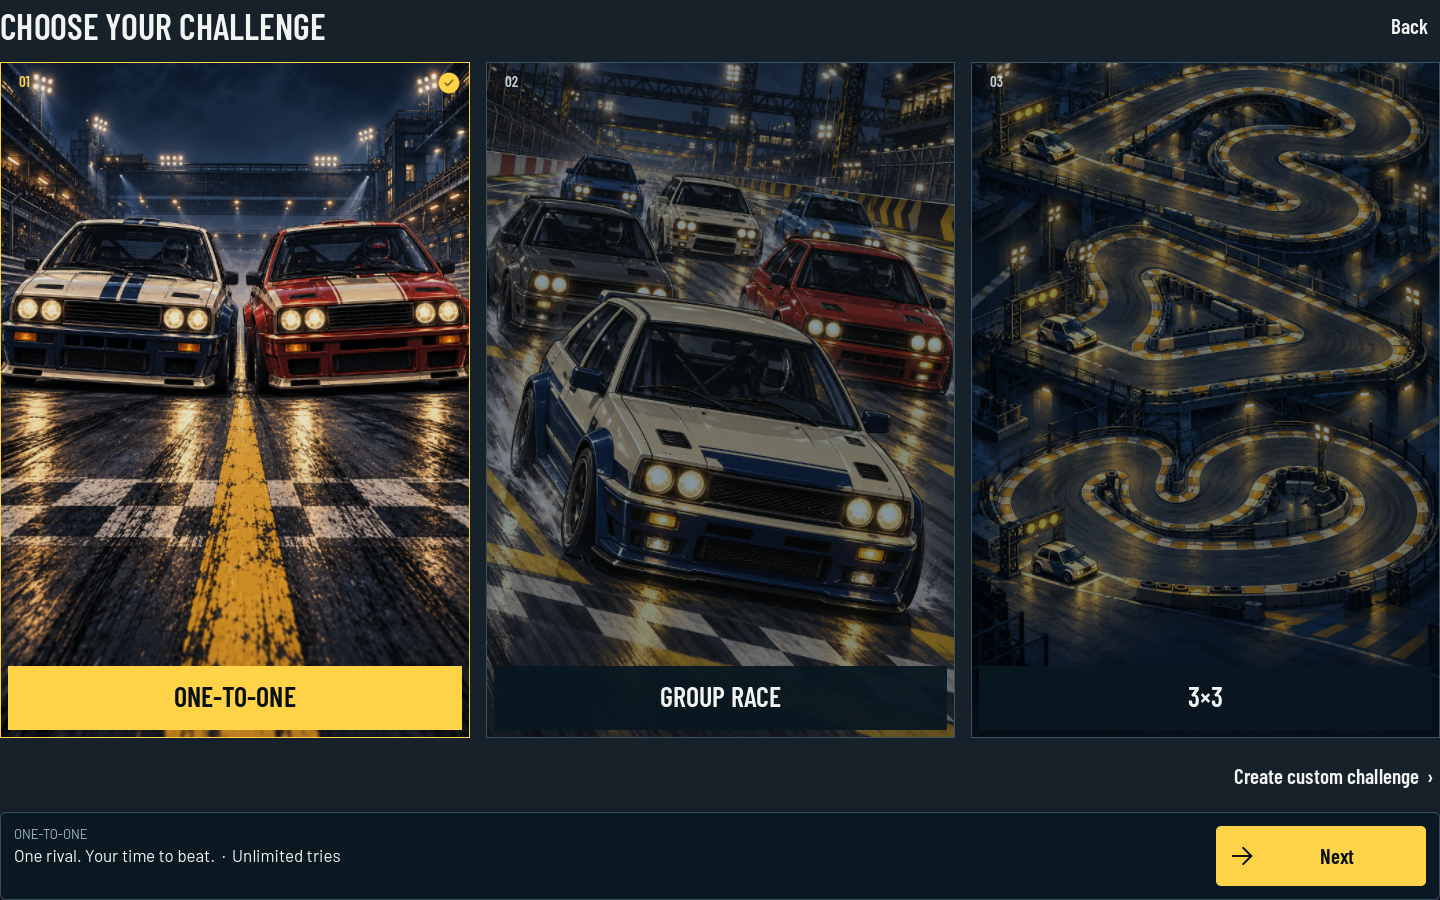 CHOOSE YOUR CHALLENGE
Back
01
02
03
ONE-TO-ONE
GROUP RACE
3×3
Create custom challenge ›
ONE-TO-ONE
One rival. Your time to beat. · Unlimited tries
Next